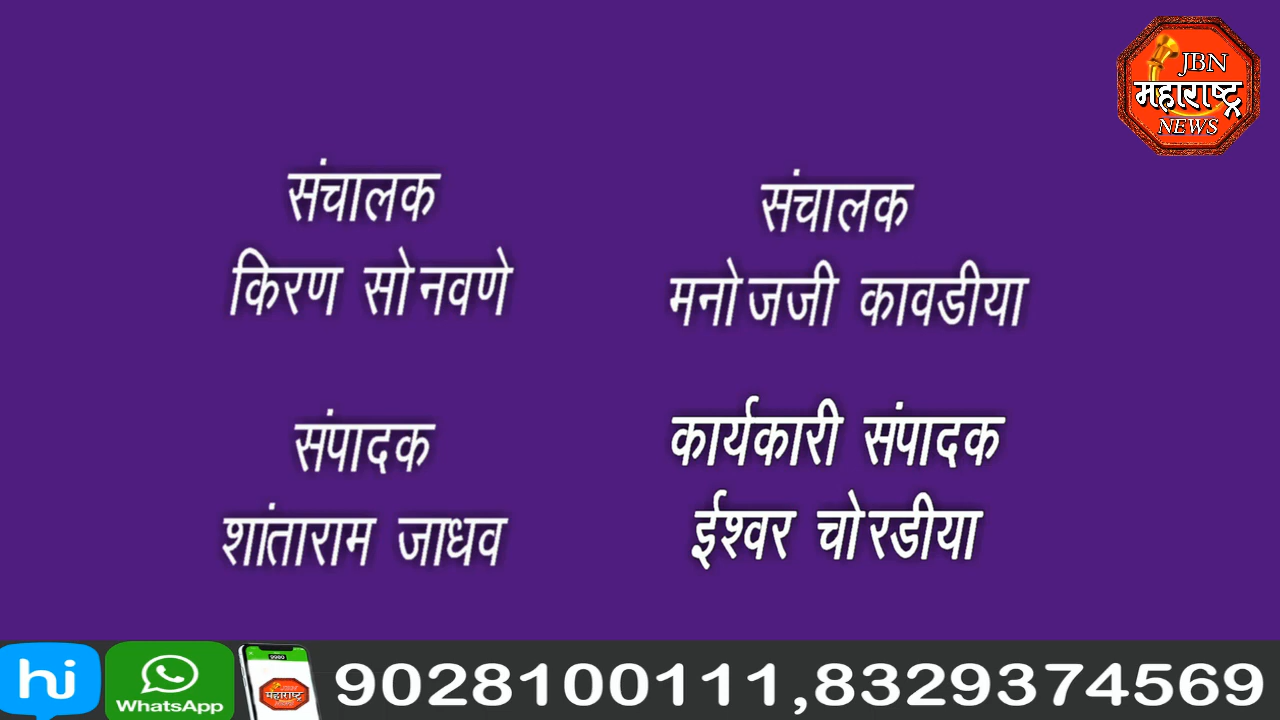 JBN
महाराष्ट्र
NEWS
संचालक
किरण सोनवणे
संचालक
मनोजजी कावडीया
संपादक
शांताराम जाधव
कार्यकारी संपादक
ईश्वर चोरडीया
hi
WhatsApp
महाराष्ट्र
9028100111,8329374569